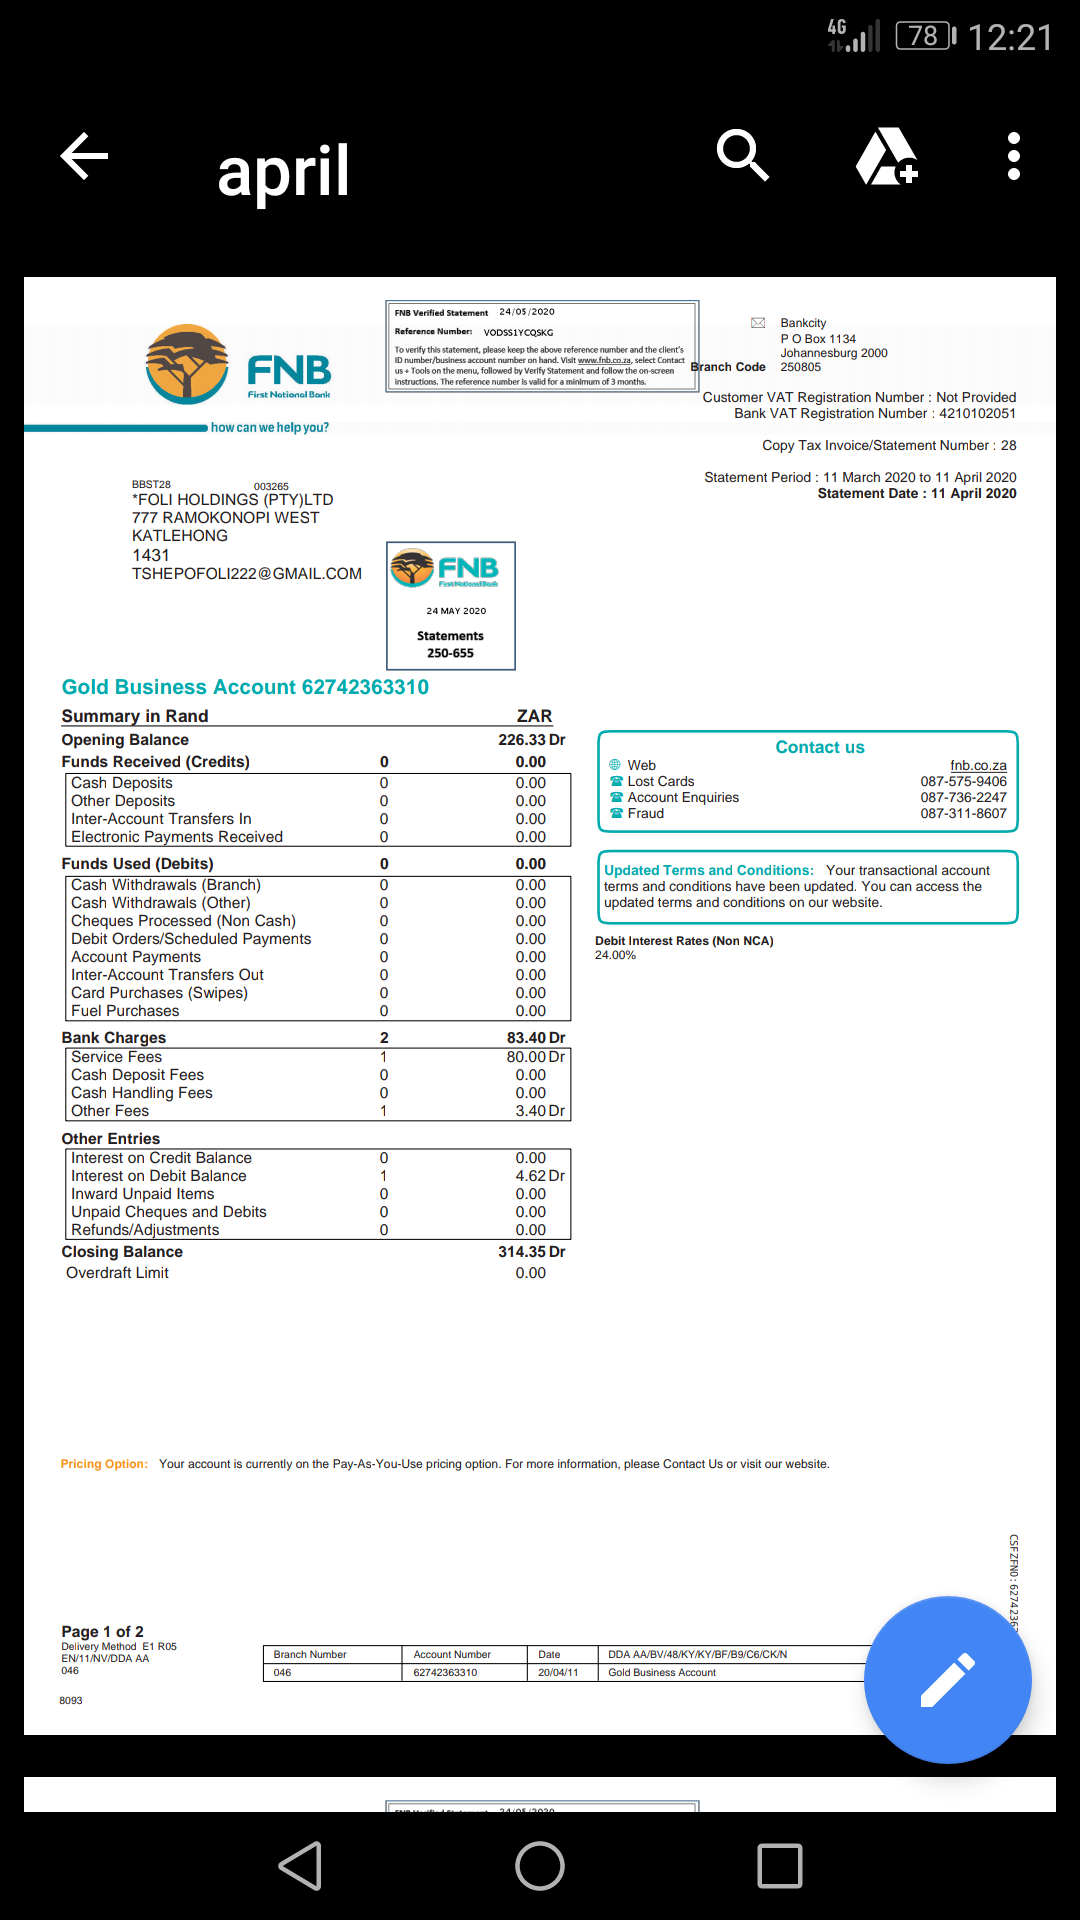 4G 78 12:21
april
FNB
First National Bank
how can we help you?
FNB Verified Statement 24/05/2020
Reference Number: VODSS1YCQSKG
To verify this statement, please keep the above reference number and the client's
ID number/business account number on hand. Visit www.fnb.co.za, select Contact
us + Tools on the menu, followed by Verify Statement and follow the on-screen
instructions. The reference number is valid for a minimum of 3 months.
Bankcity
P O Box 1134
Johannesburg 2000
Branch Code 250805
Customer VAT Registration Number : Not Provided
Bank VAT Registration Number : 4210102051
Copy Tax Invoice/Statement Number : 28
Statement Period : 11 March 2020 to 11 April 2020
Statement Date : 11 April 2020
BBST28 003265
*FOLI HOLDINGS (PTY)LTD
777 RAMOKONOPI WEST
KATLEHONG
1431
TSHEPOFOLI222@GMAIL.COM
FNB
First National Bank
24 MAY 2020
Statements
250-655
Gold Business Account 62742363310
Summary in Rand ZAR
Opening Balance 226.33 Dr
Funds Received (Credits) 0 0.00
Cash Deposits 0 0.00
Other Deposits 0 0.00
Inter-Account Transfers In 0 0.00
Electronic Payments Received 0 0.00
Funds Used (Debits) 0 0.00
Cash Withdrawals (Branch) 0 0.00
Cash Withdrawals (Other) 0 0.00
Cheques Processed (Non Cash) 0 0.00
Debit Orders/Scheduled Payments 0 0.00
Account Payments 0 0.00
Inter-Account Transfers Out 0 0.00
Card Purchases (Swipes) 0 0.00
Fuel Purchases 0 0.00
Bank Charges 2 83.40 Dr
Service Fees 1 80.00 Dr
Cash Deposit Fees 0 0.00
Cash Handling Fees 0 0.00
Other Fees 1 3.40 Dr
Other Entries
Interest on Credit Balance 0 0.00
Interest on Debit Balance 1 4.62 Dr
Inward Unpaid Items 0 0.00
Unpaid Cheques and Debits 0 0.00
Refunds/Adjustments 0 0.00
Closing Balance 314.35 Dr
Overdraft Limit 0.00
Contact us
Web fnb.co.za
Lost Cards 087-575-9406
Account Enquiries 087-736-2247
Fraud 087-311-8607
Updated Terms and Conditions: Your transactional account
terms and conditions have been updated. You can access the
updated terms and conditions on our website.
Debit Interest Rates (Non NCA)
24.00%
Pricing Option: Your account is currently on the Pay-As-You-Use pricing option. For more information, please Contact Us or visit our website.
CSFZFN0: 6274236
Page 1 of 2
Delivery Method E1 R05
EN/11/NV/DDA AA
046
8093
Branch Number Account Number Date DDA AA/BV/48/KY/KY/BF/B9/C6/CK/N
046 62742363310 20/04/11 Gold Business Account
FNB Verified Statement 24/05/2020